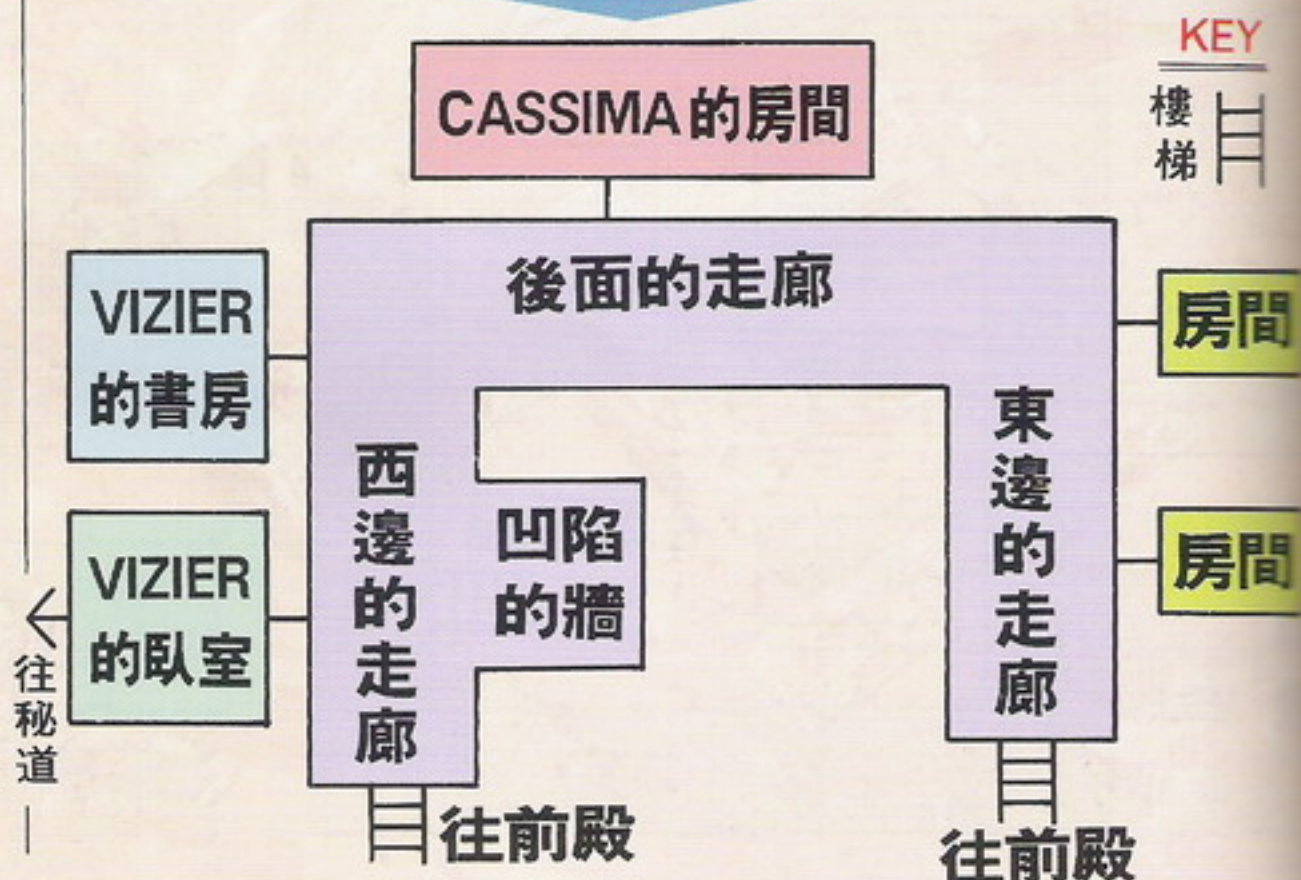 KEY
樓梯
CASSIMA的房間
後面的走廊
VIZIER
的書房
房間
西邊的走廊
凹陷
的牆
東邊的走廊
VIZIER
的臥室
房間
往秘道
往前殿
往前殿